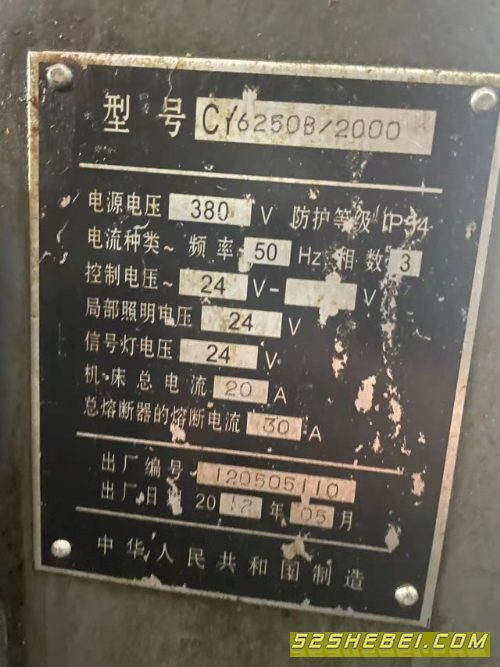 型号 CY6250B/2000
电源电压 380 V 防护等级 IP54
电流种类~ 频率 50 Hz 相数 3
控制电压~ 24 V- V
局部照明电压 24 V
信号灯电压 24 V
机床总电流 20 A
总熔断器的熔断电流 30 A
出厂编号 120505110
出厂日期 2012 年 05 月
中华人民共和国制造
52SHEBEI.COM